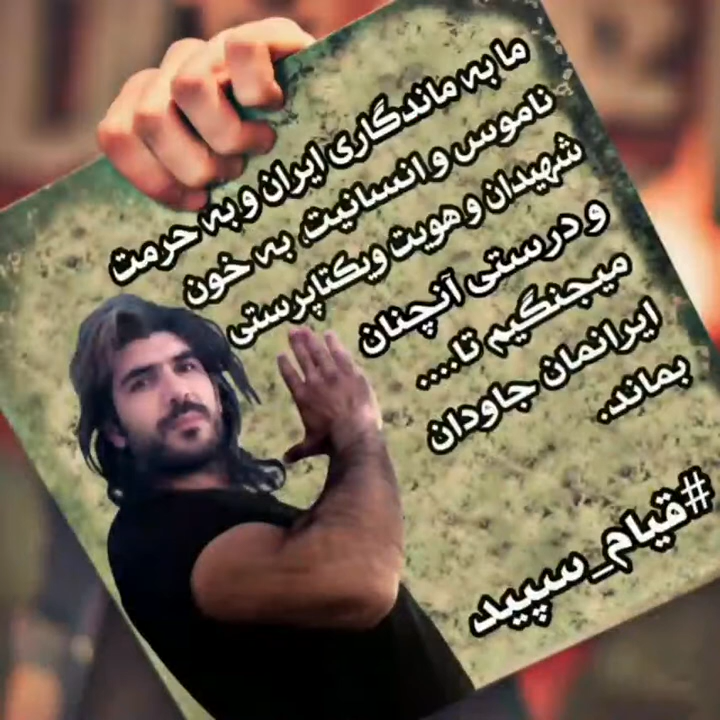 ما به ماندگاری ایران و به حرمت
ناموس و انسانیت، به خون
شهیدان و هویت ویکتاپرستی
و درستی آنچنان
میجنگیم تا....
ایرانمان جاودان
بماند.
#قیام_سپید